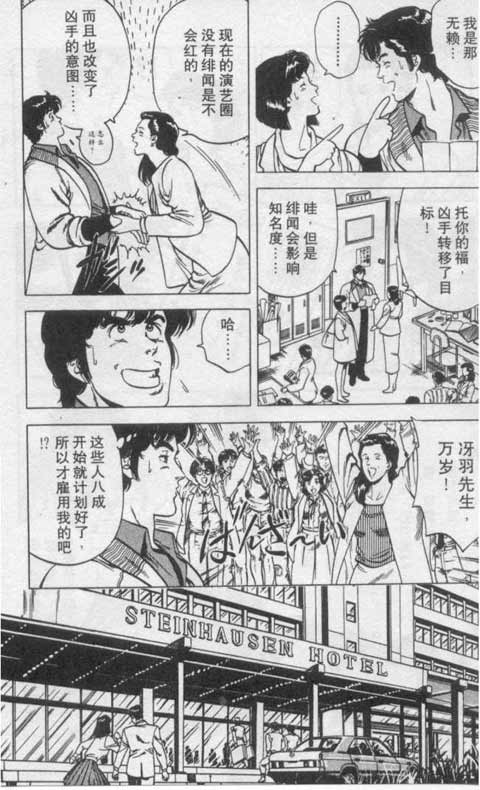 我是那
无赖…
………
现在的演艺圈
没有绯闻是不
会红的，
而且也改变了
凶手的意图……
怎么
这样？
托你的福，
凶手转移了目
标！
哇，但是
绯闻会影响
知名度……
哈
……
冴羽先生，
万岁！
ばんざ〜い
这些人八成
开始就计划好了，
所以才雇用我的吧
!?
STEINHAUSEN HOTEL